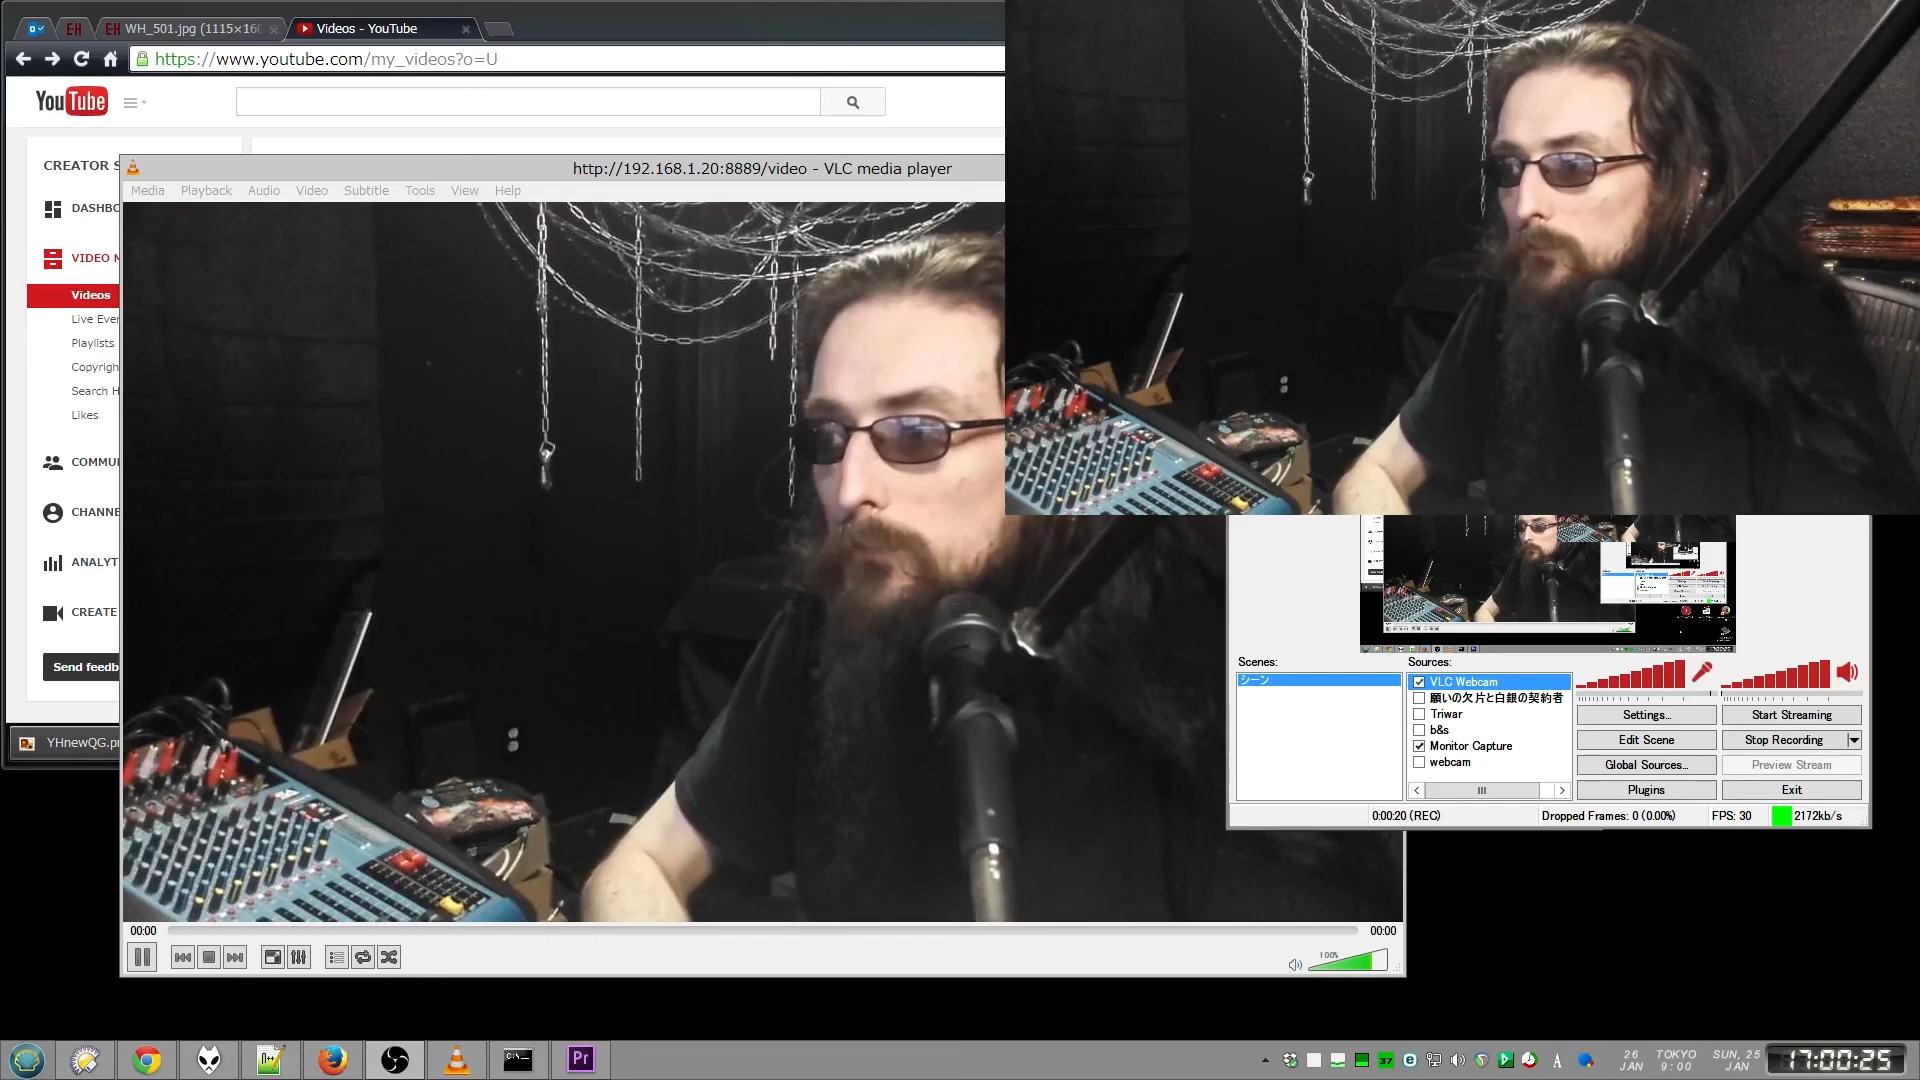 WH_501.jpg (1115×160
Videos - YouTube
https://www.youtube.com/my_videos?o=U
YouTube
CREATOR S
DASHBO
VIDEO M
Videos
Live Ever
Playlists
Copyrigh
Search H
Likes
COMMU
CHANNE
ANALYT
CREATE
Send feedb
YHnewQG.pn
http://192.168.1.20:8889/video - VLC media player
Media Playback Audio Video Subtitle Tools View Help
00:00
00:00
100%
Scenes:
シーン
Sources:
VLC Webcam
願いの欠片と白銀の契約者
Triwar
b&s
Monitor Capture
webcam
Settings...
Start Streaming
Edit Scene
Stop Recording
Global Sources...
Preview Stream
Plugins
Exit
0:00:20 (REC)
Dropped Frames: 0 (0.00%)
FPS: 30
2172kb/s
Pr
37
A
26 JAN
TOKYO 9:00
SUN, 25 JAN
17:00:25